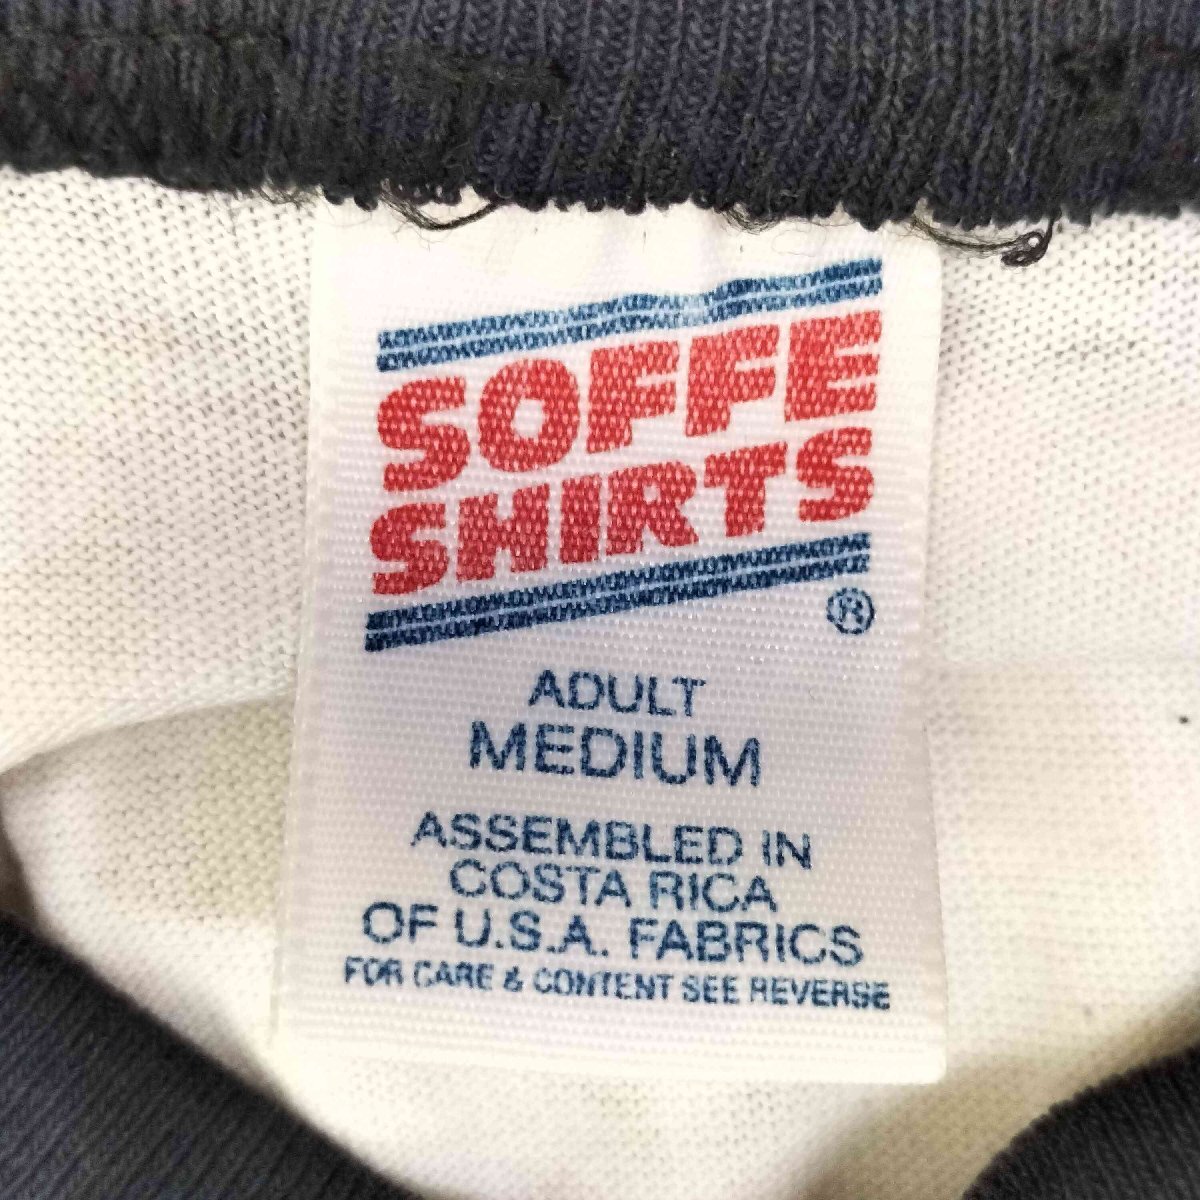 SOFFE
SHIRTS
®
ADULT
MEDIUM
ASSEMBLED IN
COSTA RICA
OF U.S.A. FABRICS
FOR CARE & CONTENT SEE REVERSE